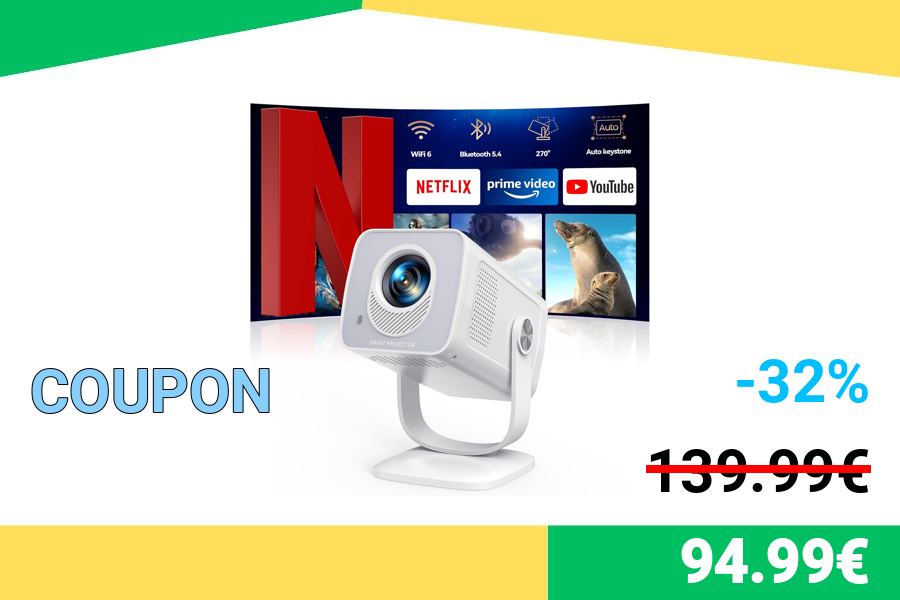 N
Auto
WiFi 6
Bluetooth 5.4
270°
Auto keystone
NETFLIX
prime video
YouTube
SMART PROJECTOR
COUPON
-32%
139.99€
94.99€